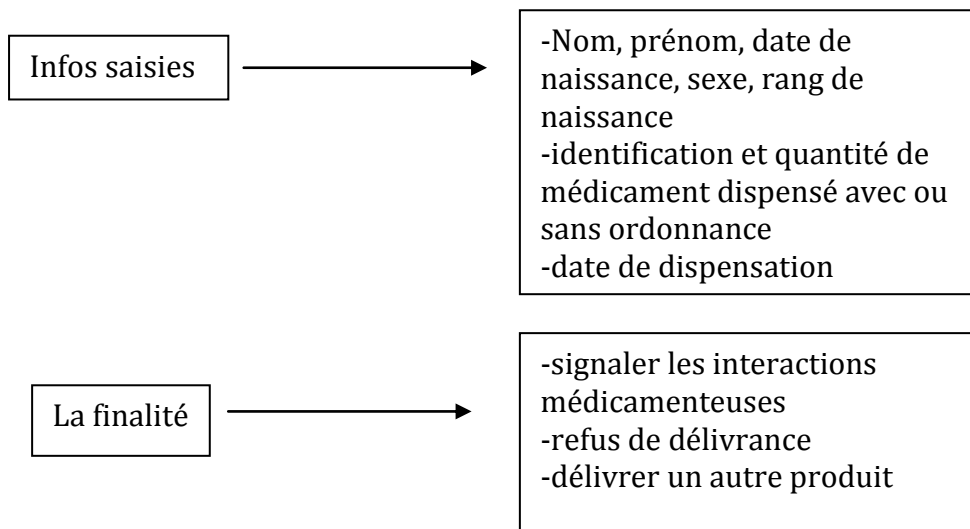 Infos saisies
-Nom, prénom, date de
naissance, sexe, rang de
naissance
-identification et quantité de
médicament dispensé avec ou
sans ordonnance
-date de dispensation
La finalité
-signaler les interactions
médicamenteuses
-refus de délivrance
-délivrer un autre produit